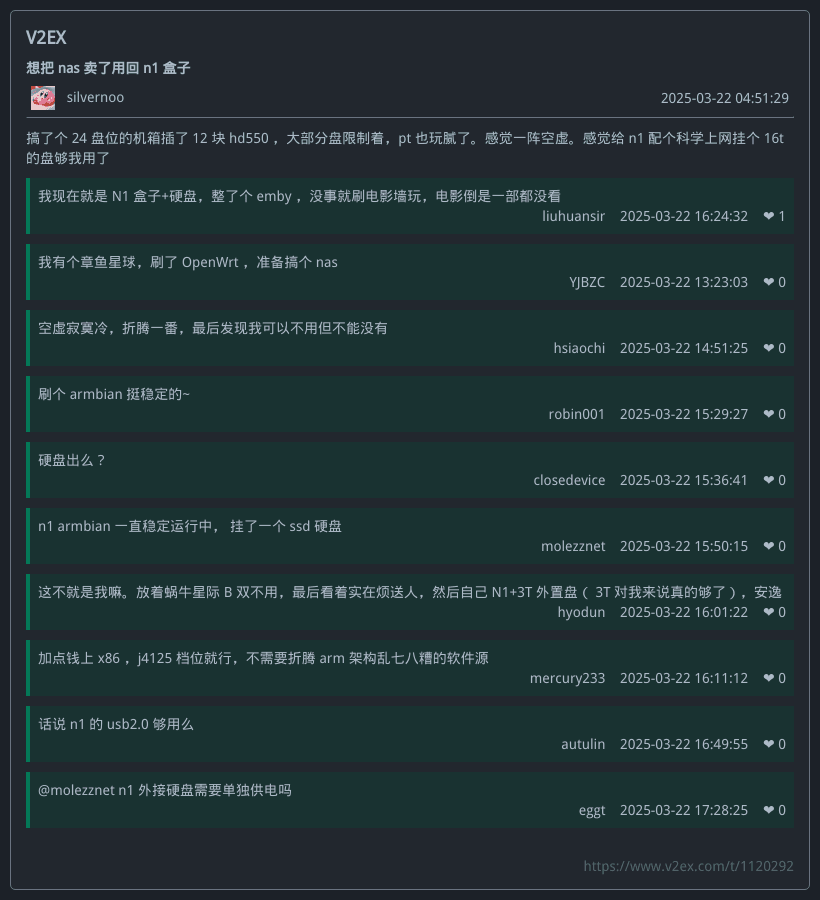 V2EX
想把 nas 卖了用回 n1 盒子
silvernoo 2025-03-22 04:51:29
搞了个 24 盘位的机箱插了 12 块 hd550 ，大部分盘限制着，pt 也玩腻了。感觉一阵空虚。感觉给 n1 配个科学上网挂个 16t
的盘够我用了
我现在就是 N1 盒子+硬盘，整了个 emby ，没事就刷电影墙玩，电影倒是一部都没看
liuhuansir 2025-03-22 16:24:32 ❤ 1
我有个章鱼星球，刷了 OpenWrt ，准备搞个 nas
YJBZC 2025-03-22 13:23:03 ❤ 0
空虚寂寞冷，折腾一番，最后发现我可以不用但不能没有
hsiaochi 2025-03-22 14:51:25 ❤ 0
刷个 armbian 挺稳定的~
robin001 2025-03-22 15:29:27 ❤ 0
硬盘出么？
closedevice 2025-03-22 15:36:41 ❤ 0
n1 armbian 一直稳定运行中， 挂了一个 ssd 硬盘
molezznet 2025-03-22 15:50:15 ❤ 0
这不就是我嘛。放着蜗牛星际 B 双不用，最后看着实在烦送人，然后自己 N1+3T 外置盘（ 3T 对我来说真的够了），安逸
hyodun 2025-03-22 16:01:22 ❤ 0
加点钱上 x86 ，j4125 档位就行，不需要折腾 arm 架构乱七八糟的软件源
mercury233 2025-03-22 16:11:12 ❤ 0
话说 n1 的 usb2.0 够用么
autulin 2025-03-22 16:49:55 ❤ 0
@molezznet n1 外接硬盘需要单独供电吗
eggt 2025-03-22 17:28:25 ❤ 0
https://www.v2ex.com/t/1120292